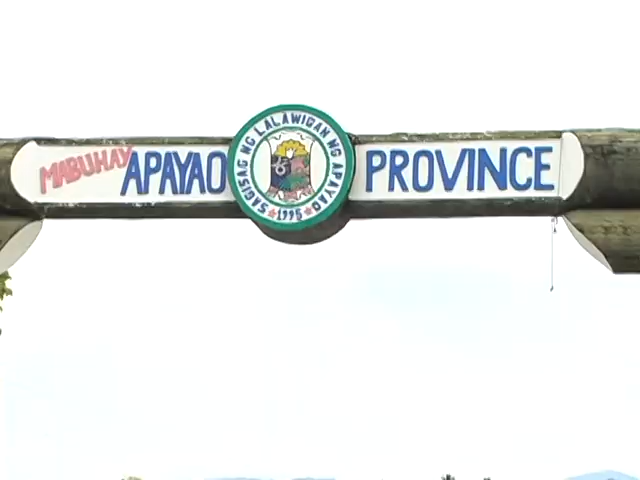 MABUHAY APAYAO PROVINCE
SAGISAG NG LALAWIGAN NG APAYAO
1995